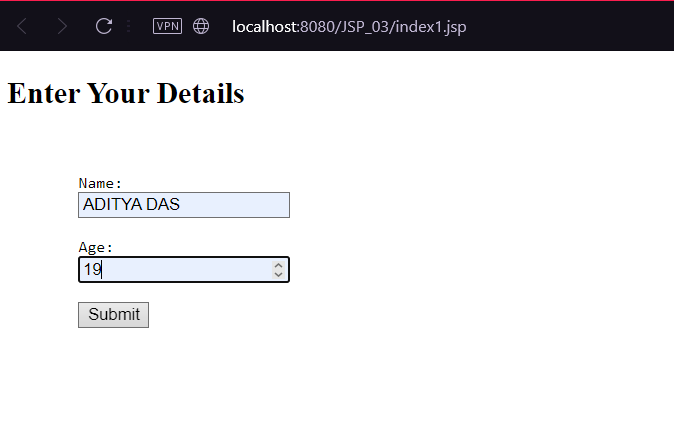 VPN localhost:8080/JSP_03/index1.jsp
Enter Your Details
Name:
ADITYA DAS
Age:
19
Submit